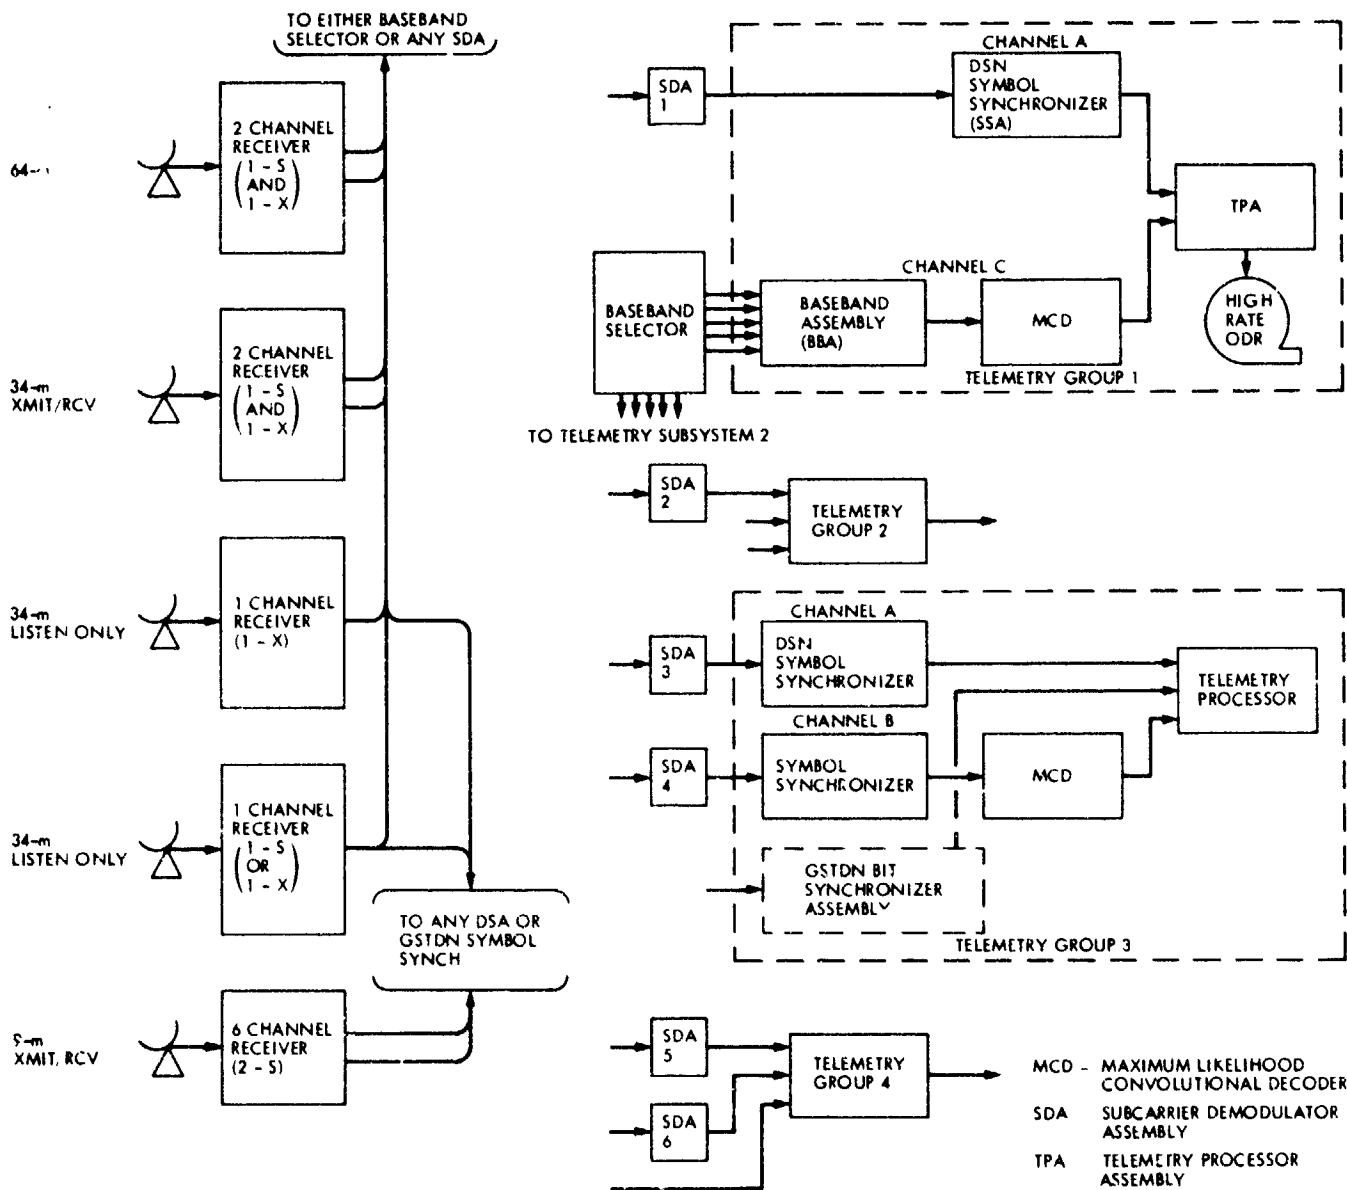 TO EITHER BASEBAND
SELECTOR OR ANY SDA
2 CHANNEL
RECEIVER
(1 - S
AND
1 - X)
34-m
XMIT/RCV
2 CHANNEL
RECEIVER
(1 - S
AND
1 - X)
34-m
LISTEN ONLY
1 CHANNEL
RECEIVER
(1 - X)
34-m
LISTEN ONLY
1 CHANNEL
RECEIVER
(1 - S
OR
1 - X)
TO ANY DSA OR
GSTDN SYMBOL
SYNCH
XMIT, RCV
6 CHANNEL
RECEIVER
(2 - S)
SDA
1
CHANNEL A
DSN
SYMBOL
SYNCHRONIZER
(SSA)
TPA
HIGH
RATE
ODR
BASEBAND
SELECTOR
CHANNEL C
BASEBAND
ASSEMBLY
(BBA)
MCD
TELEMETRY GROUP 1
TO TELEMETRY SUBSYSTEM 2
SDA
2
TELEMETRY
GROUP 2
SDA
3
CHANNEL A
DSN
SYMBOL
SYNCHRONIZER
TELEMETRY
PROCESSOR
SDA
4
CHANNEL B
SYMBOL
SYNCHRONIZER
MCD
GSTDN BIT
SYNCHRONIZER
ASSEMBLY
TELEMETRY GROUP 3
SDA
5
SDA
6
TELEMETRY
GROUP 4
MCD - MAXIMUM LIKELIHOOD
CONVOLUTIONAL DECODER
SDA SUBCARRIER DEMODULATOR
ASSEMBLY
TPA TELEMETRY PROCESSOR
ASSEMBLY